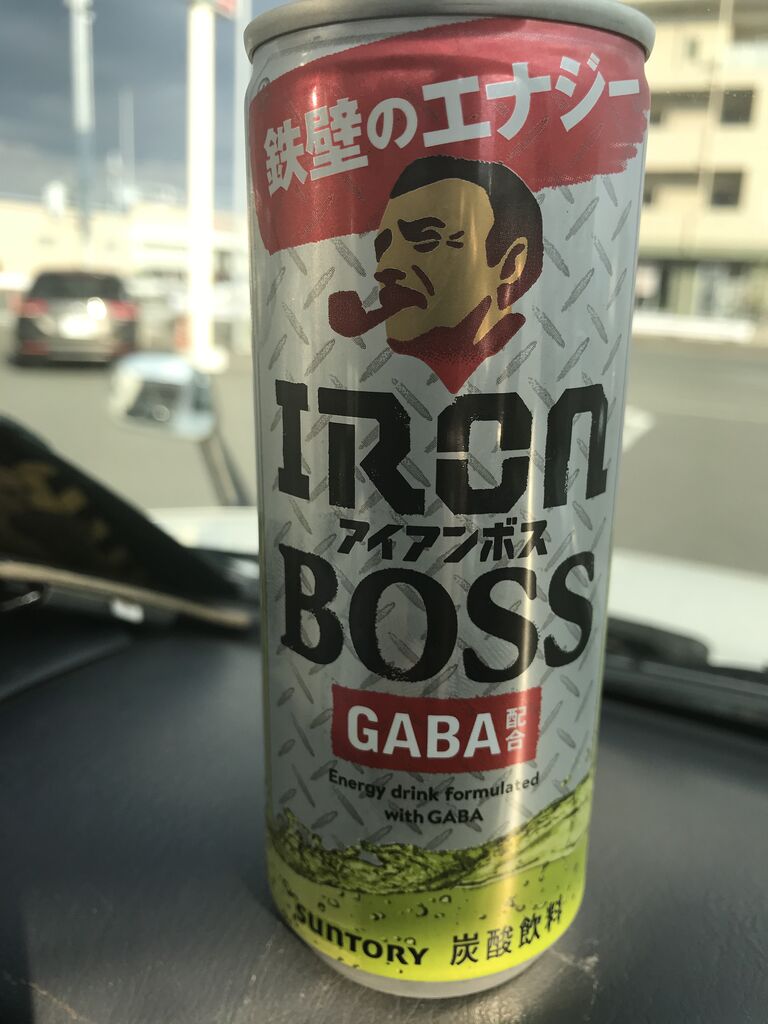 鉄壁のエナジー
IRON
アイアンボス
BOSS
GABA配合
Energy drink formulated
with GABA
SUNTORY 炭酸飲料